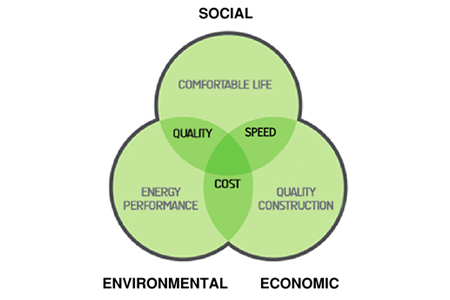 SOCIAL
COMFORTABLE LIFE
QUALITY
SPEED
COST
ENERGY
PERFORMANCE
QUALITY
CONSTRUCTION
ENVIRONMENTAL
ECONOMIC